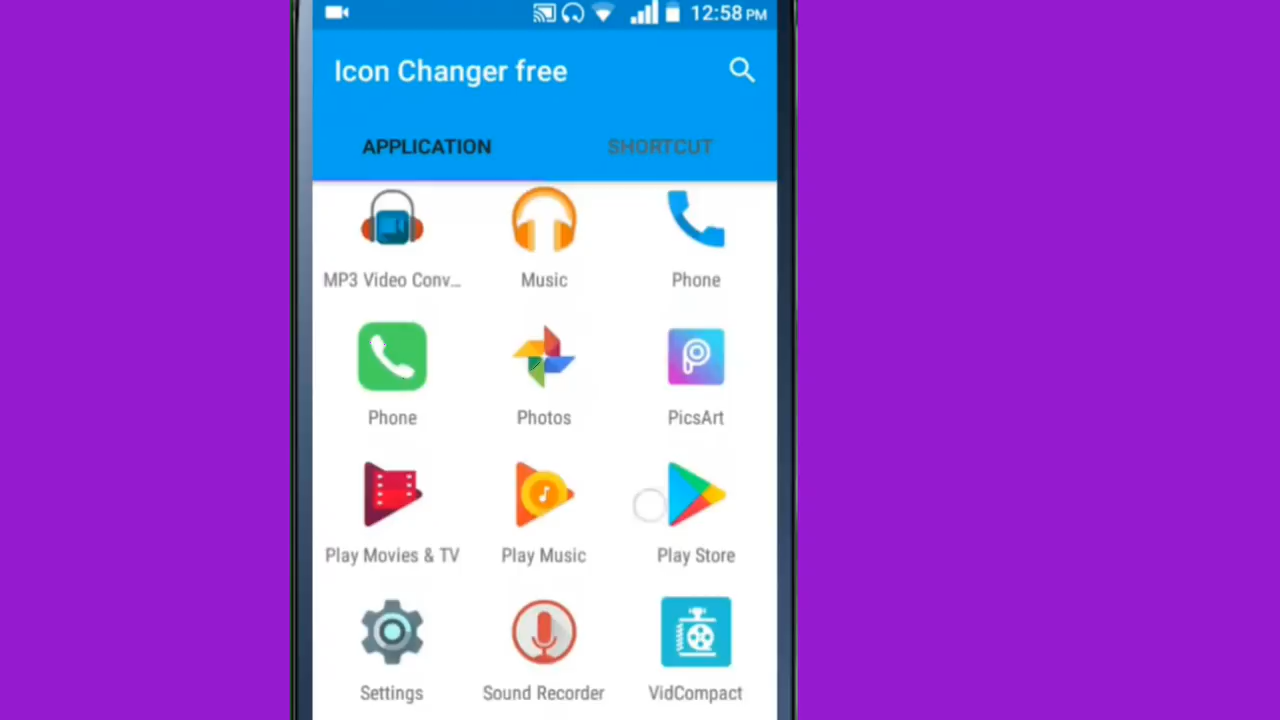 12:58 PM
Icon Changer free
APPLICATION SHORTCUT
MP3 Video Conv... Music Phone
Phone Photos PicsArt
Play Movies & TV Play Music Play Store
Settings Sound Recorder VidCompact